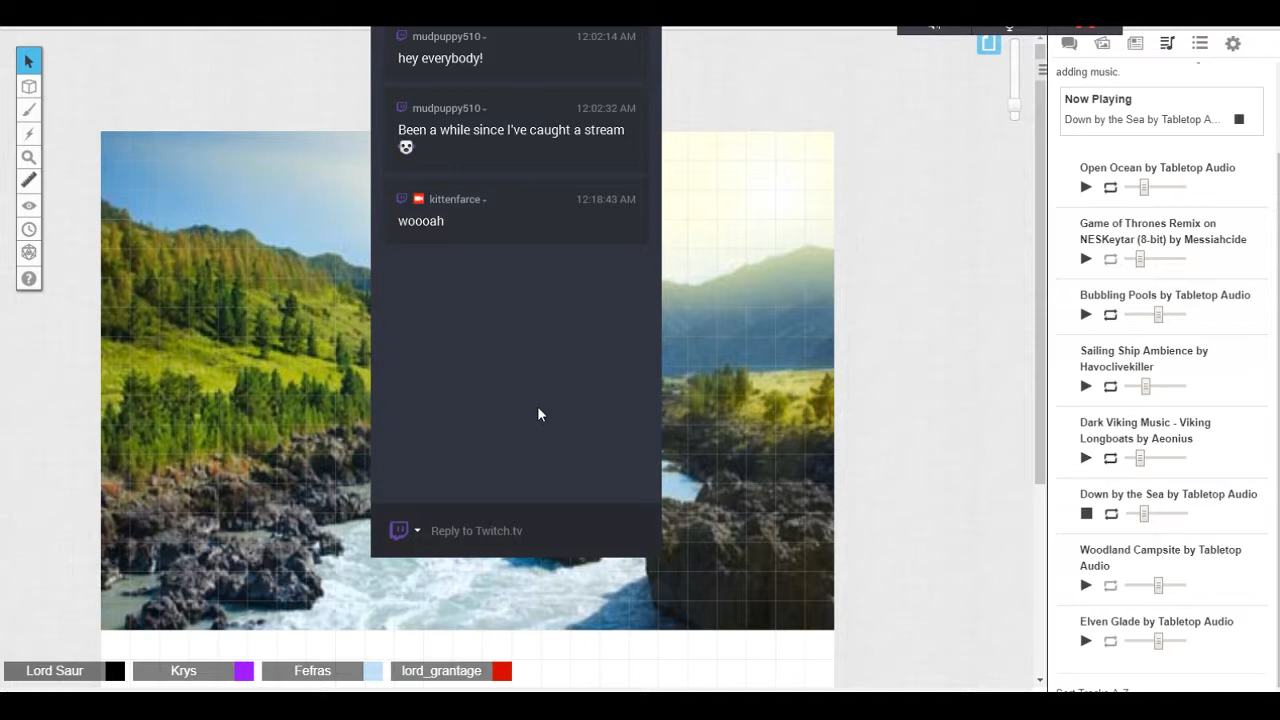 mudpuppy510
12:02:14 AM
hey everybody!
mudpuppy510
12:02:32 AM
Been a while since I've caught a stream
kittenfarce
12:18:43 AM
woooah
Reply to Twitch.tv
adding music.
Now Playing
Down by the Sea by Tabletop A...
Open Ocean by Tabletop Audio
Game of Thrones Remix on
NESKeytar (8-bit) by Messiahcide
Bubbling Pools by Tabletop Audio
Sailing Ship Ambience by
Havoclivekiller
Dark Viking Music - Viking
Longboats by Aeonius
Down by the Sea by Tabletop Audio
Woodland Campsite by Tabletop
Audio
Elven Glade by Tabletop Audio
Sort Tracks A-Z
Lord Saur
Krys
Fefras
lord_grantage